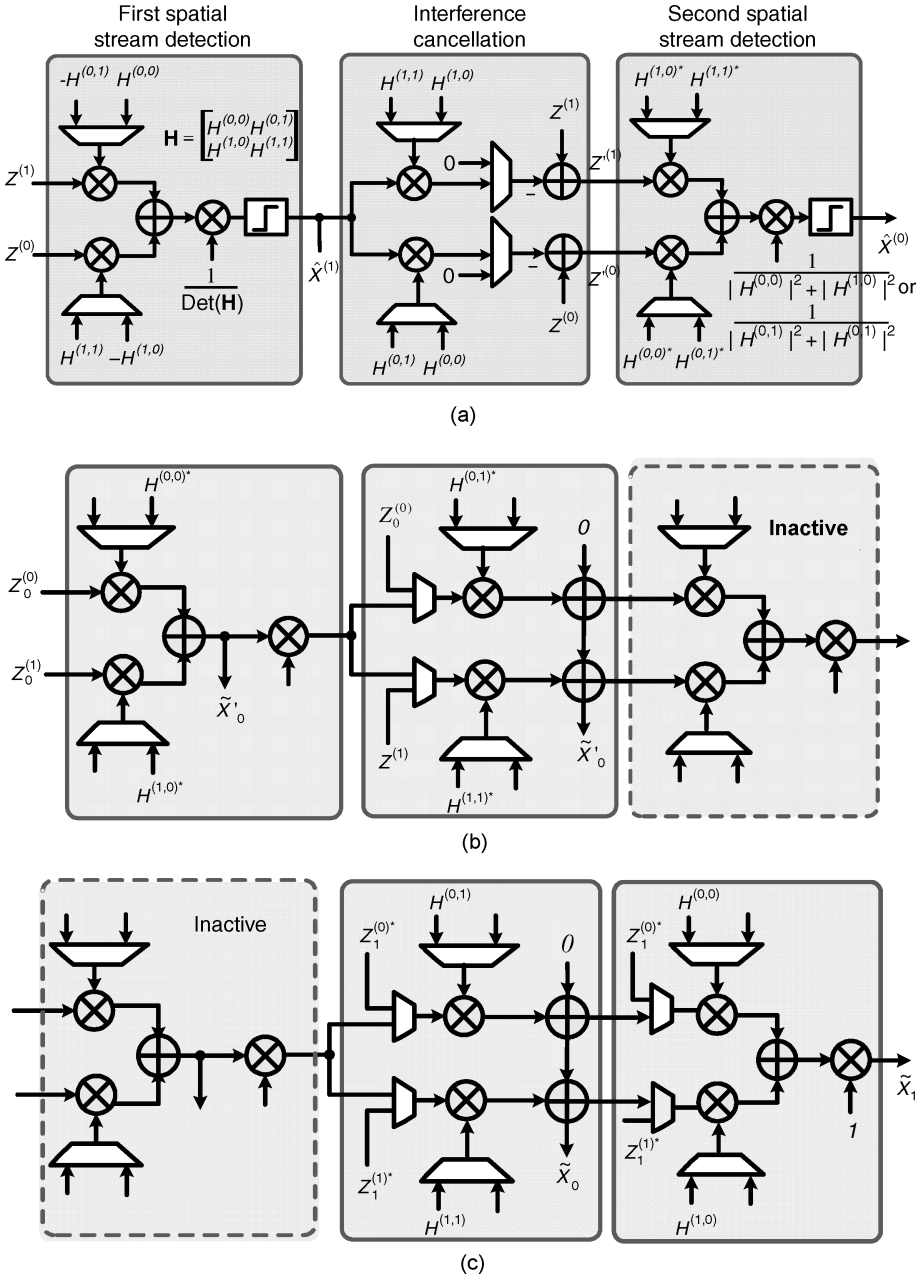 First spatial
stream detection
Interference
cancellation
Second spatial
stream detection
-H^(0,1) H^(0,0)
H = [H^(0,0) H^(0,1)
H^(1,0) H^(1,1)]
Z^(1)
Z^(0)
1
Det(H)
H^(1,1) –H^(1,0)
X̂^(1)
H^(1,1) H^(1,0)
Z^(1)
0
–
Z'^(1)
0
–
Z'^(0)
Z^(0)
H^(0,1) H^(0,0)
H^(1,0)* H^(1,1)*
X̂^(0)
1
| H^(0,0) |² + | H^(1,0) |² or
1
| H^(0,1) |² + | H^(0,1) |²
H^(0,0)* H^(0,1)*
(a)
H^(0,0)*
Z_0^(0)
Z_0^(1)
X̃'_0
H^(1,0)*
H^(0,1)*
Z_0^(0)
0
Z^(1)
X̃'_0
H^(1,1)*
Inactive
(b)
Inactive
H^(0,1)
Z_1^(0)*
0
Z_1^(1)*
X̃_0
H^(1,1)
H^(0,0)
Z_1^(0)*
Z_1^(1)*
1
X̃_1
H^(1,0)
(c)